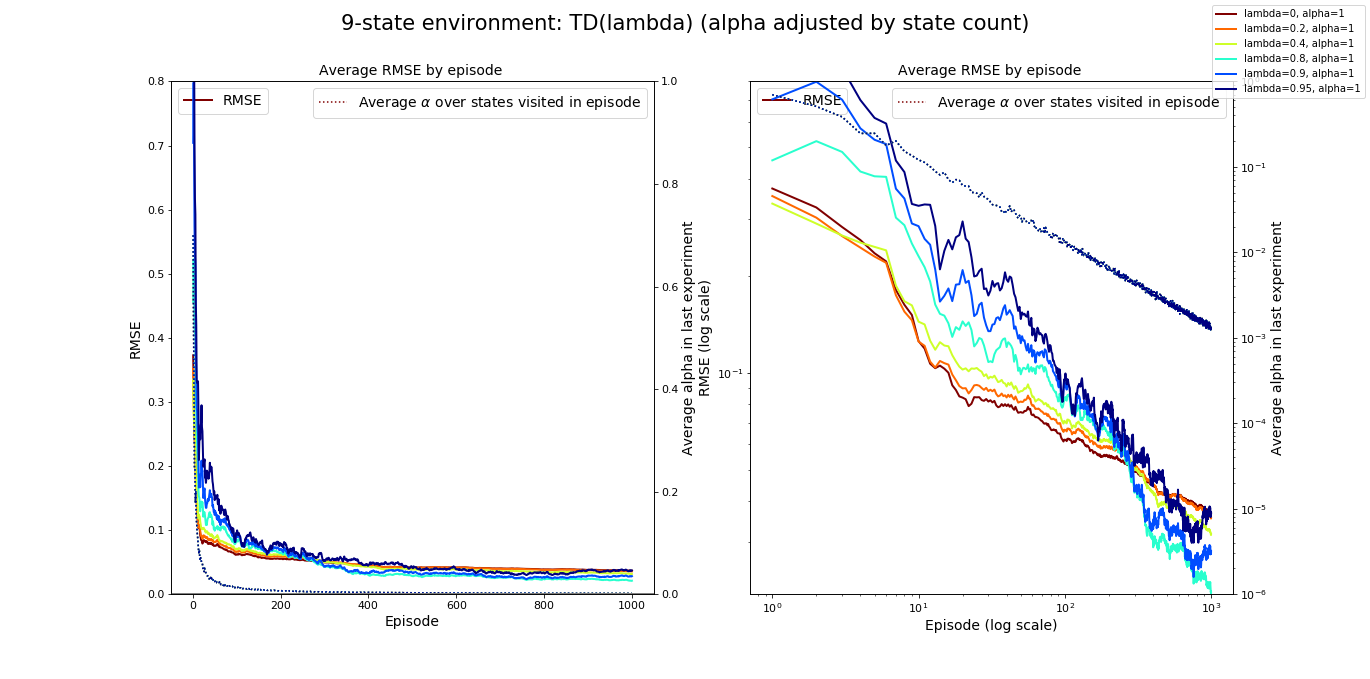 9-state environment: TD(lambda) (alpha adjusted by state count)
lambda=0, alpha=1
lambda=0.2, alpha=1
lambda=0.4, alpha=1
lambda=0.8, alpha=1
lambda=0.9, alpha=1
lambda=0.95, alpha=1
Average RMSE by episode
RMSE
Average α over states visited in episode
RMSE
0.8
0.7
0.6
0.5
0.4
0.3
0.2
0.1
0.0
1.0
0.8
0.6
0.4
0.2
0.0
Average alpha in last experiment
0 200 400 600 800 1000
Episode
Average RMSE by episode
RMSE
Average α over states visited in episode
RMSE (log scale)
10⁻¹
10⁻¹
10⁻²
10⁻³
10⁻⁴
10⁻⁵
10⁻⁶
Average alpha in last experiment
10⁰ 10¹ 10² 10³
Episode (log scale)